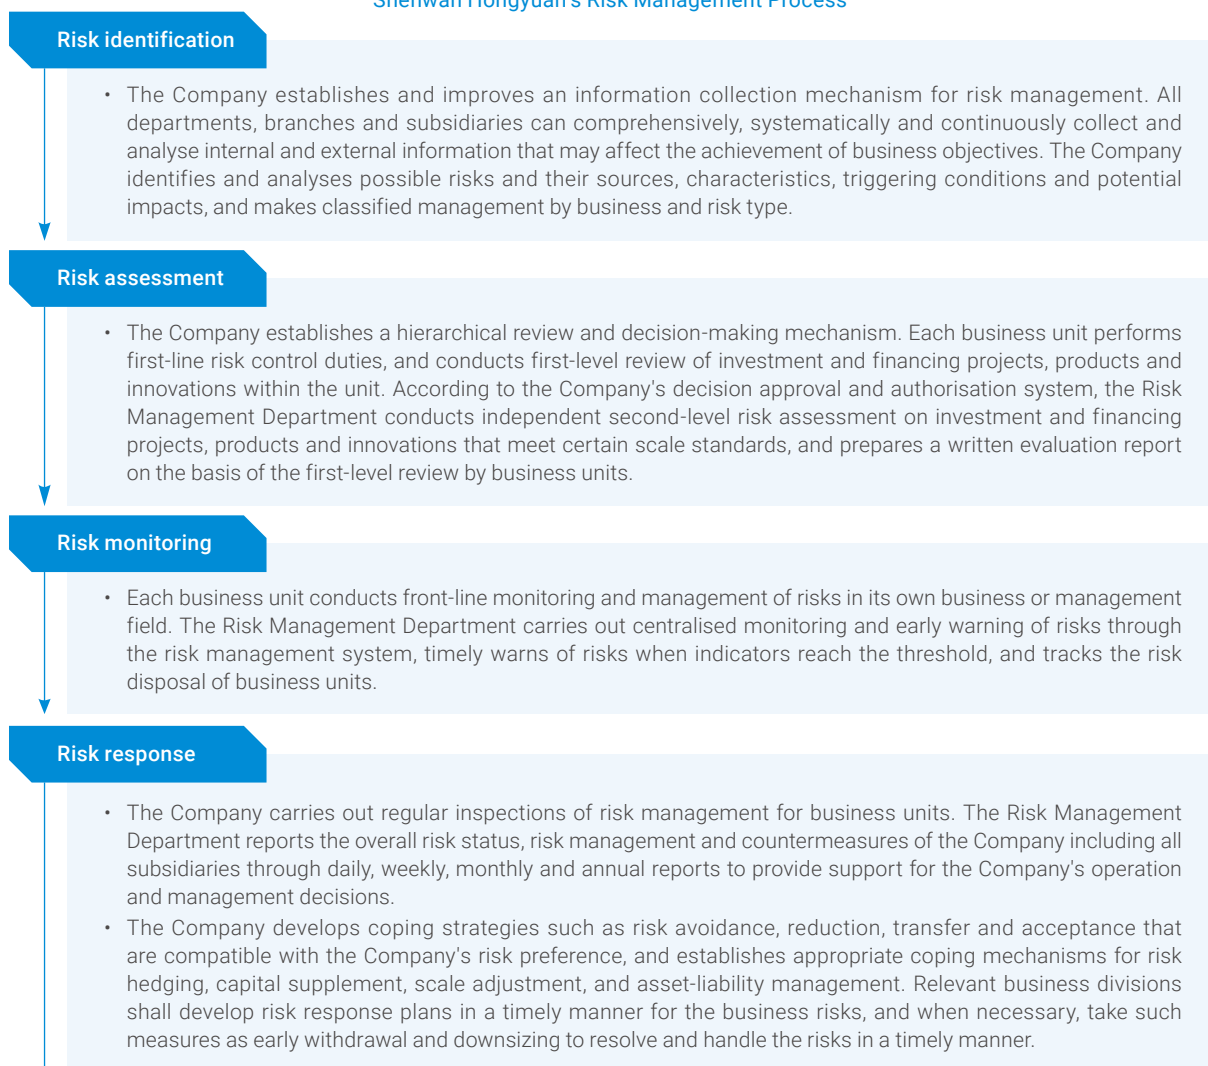 Shenwan Hongyuan's Risk Management Process
Risk identification
• The Company establishes and improves an information collection mechanism for risk management. All
departments, branches and subsidiaries can comprehensively, systematically and continuously collect and
analyse internal and external information that may affect the achievement of business objectives. The Company
identifies and analyses possible risks and their sources, characteristics, triggering conditions and potential
impacts, and makes classified management by business and risk type.
Risk assessment
• The Company establishes a hierarchical review and decision-making mechanism. Each business unit performs
first-line risk control duties, and conducts first-level review of investment and financing projects, products and
innovations within the unit. According to the Company's decision approval and authorisation system, the Risk
Management Department conducts independent second-level risk assessment on investment and financing
projects, products and innovations that meet certain scale standards, and prepares a written evaluation report
on the basis of the first-level review by business units.
Risk monitoring
• Each business unit conducts front-line monitoring and management of risks in its own business or management
field. The Risk Management Department carries out centralised monitoring and early warning of risks through
the risk management system, timely warns of risks when indicators reach the threshold, and tracks the risk
disposal of business units.
Risk response
• The Company carries out regular inspections of risk management for business units. The Risk Management
Department reports the overall risk status, risk management and countermeasures of the Company including all
subsidiaries through daily, weekly, monthly and annual reports to provide support for the Company's operation
and management decisions.
• The Company develops coping strategies such as risk avoidance, reduction, transfer and acceptance that
are compatible with the Company's risk preference, and establishes appropriate coping mechanisms for risk
hedging, capital supplement, scale adjustment, and asset-liability management. Relevant business divisions
shall develop risk response plans in a timely manner for the business risks, and when necessary, take such
measures as early withdrawal and downsizing to resolve and handle the risks in a timely manner.